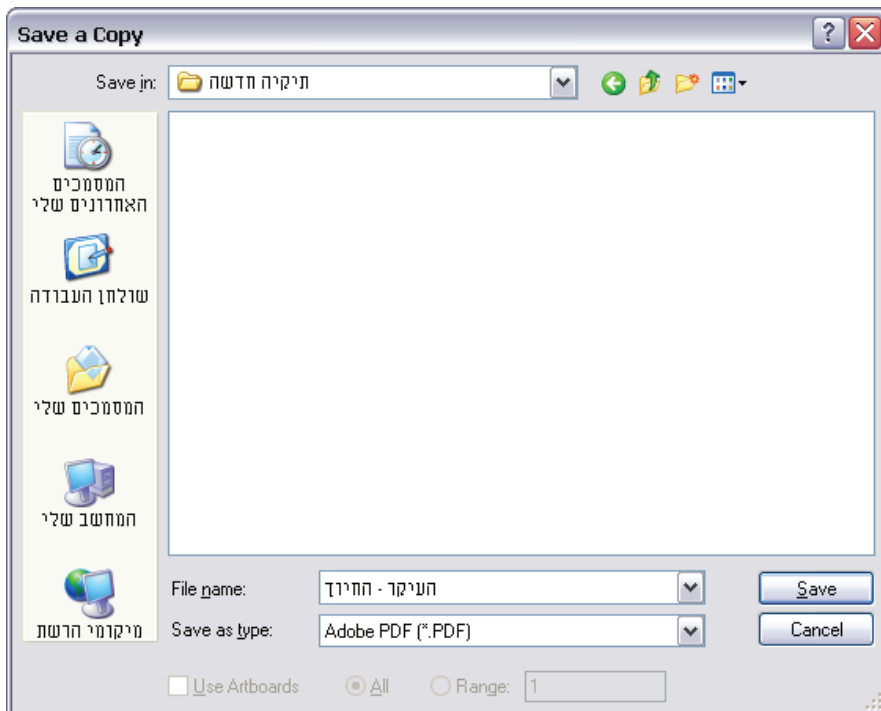 Save a Copy
Save in: תיקיה חדשה
המסמכים
האחרונים שלי
שולחן העבודה
המסמכים שלי
המחשב שלי
מיקומי הרשת
File name: העיקר - החיוך
Save
Save as type: Adobe PDF (*.PDF)
Cancel
Use Artboards All Range: 1